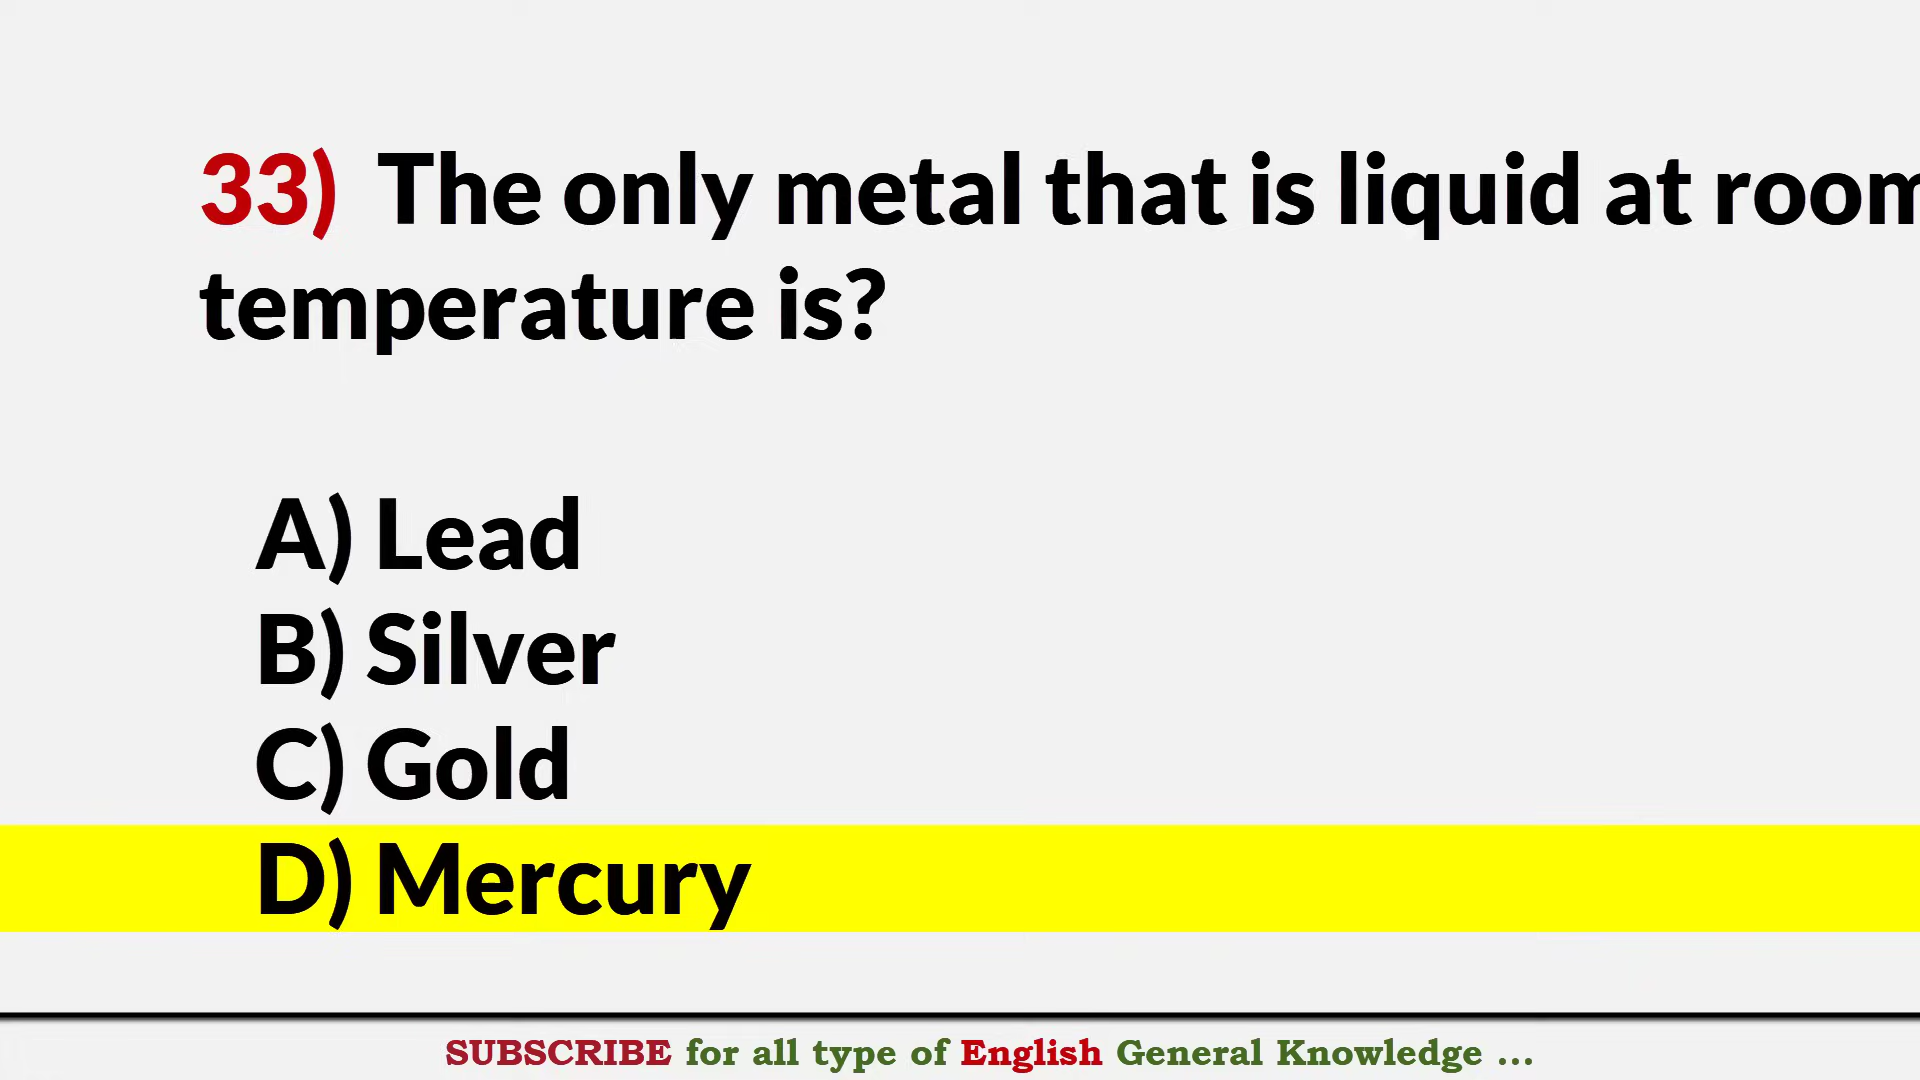 33) The only metal that is liquid at room
temperature is?
A) Lead
B) Silver
C) Gold
D) Mercury
SUBSCRIBE for all type of English General Knowledge ...